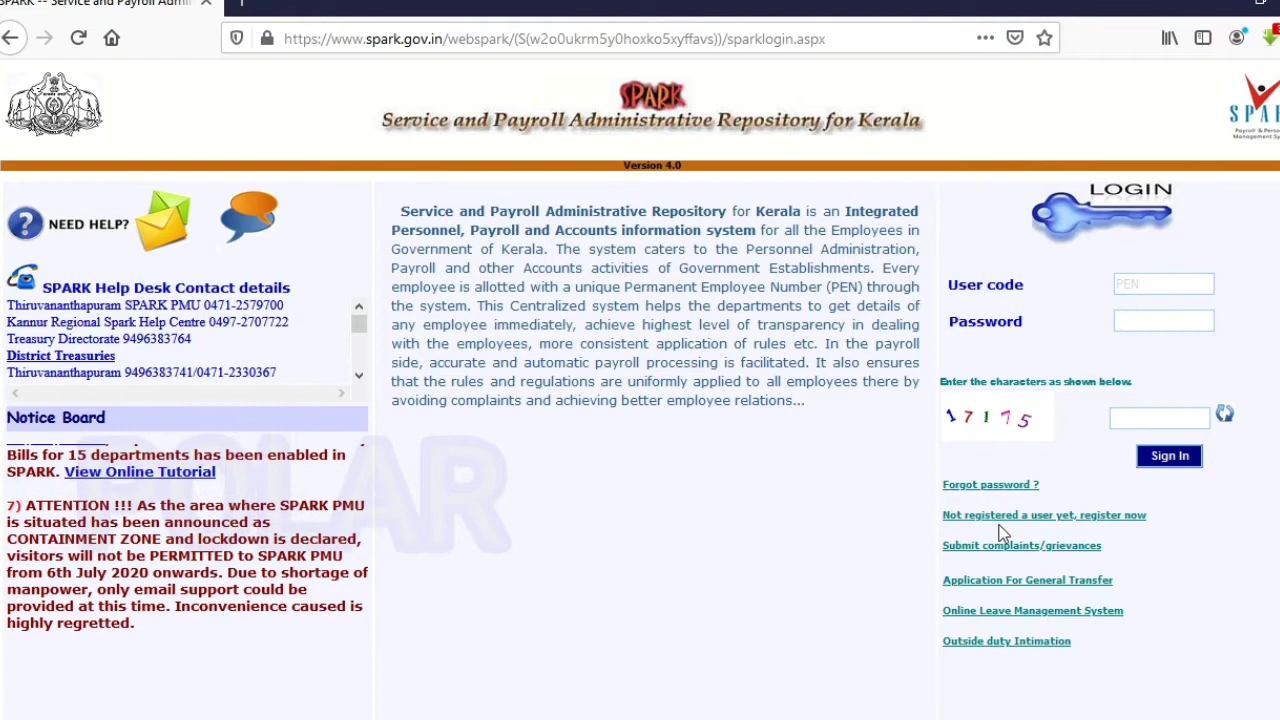 SPARK -- Service and Payroll Admi
https://www.spark.gov.in/webspark/(S(w2o0ukrm5y0hoxko5xyffavs))/sparklogin.aspx
SPARK
Service and Payroll Administrative Repository for Kerala
SPAR
Payroll & Perso
Management Sy
Version 4.0
NEED HELP?
SPARK Help Desk Contact details
Thiruvananthapuram SPARK PMU 0471-2579700
Kannur Regional Spark Help Centre 0497-2707722
Treasury Directorate 9496383764
District Treasuries
Thiruvananthapuram 9496383741/0471-2330367
Notice Board
Bills for 15 departments has been enabled in
SPARK. View Online Tutorial
7) ATTENTION !!! As the area where SPARK PMU
is situated has been announced as
CONTAINMENT ZONE and lockdown is declared,
visitors will not be PERMITTED to SPARK PMU
from 6th July 2020 onwards. Due to shortage of
manpower, only email support could be
provided at this time. Inconvenience caused is
highly regretted.
POLAR
Service and Payroll Administrative Repository for Kerala is an Integrated
Personnel, Payroll and Accounts information system for all the Employees in
Government of Kerala. The system caters to the Personnel Administration,
Payroll and other Accounts activities of Government Establishments. Every
employee is allotted with a unique Permanent Employee Number (PEN) through
the system. This Centralized system helps the departments to get details of
any employee immediately, achieve highest level of transparency in dealing
with the employees, more consistent application of rules etc. In the payroll
side, accurate and automatic payroll processing is facilitated. It also ensures
that the rules and regulations are uniformly applied to all employees there by
avoiding complaints and achieving better employee relations...
LOGIN
User code
PEN
Password
Enter the characters as shown below.
1 7 1 7 5
Sign In
Forgot password ?
Not registered a user yet, register now
Submit complaints/grievances
Application For General Transfer
Online Leave Management System
Outside duty Intimation